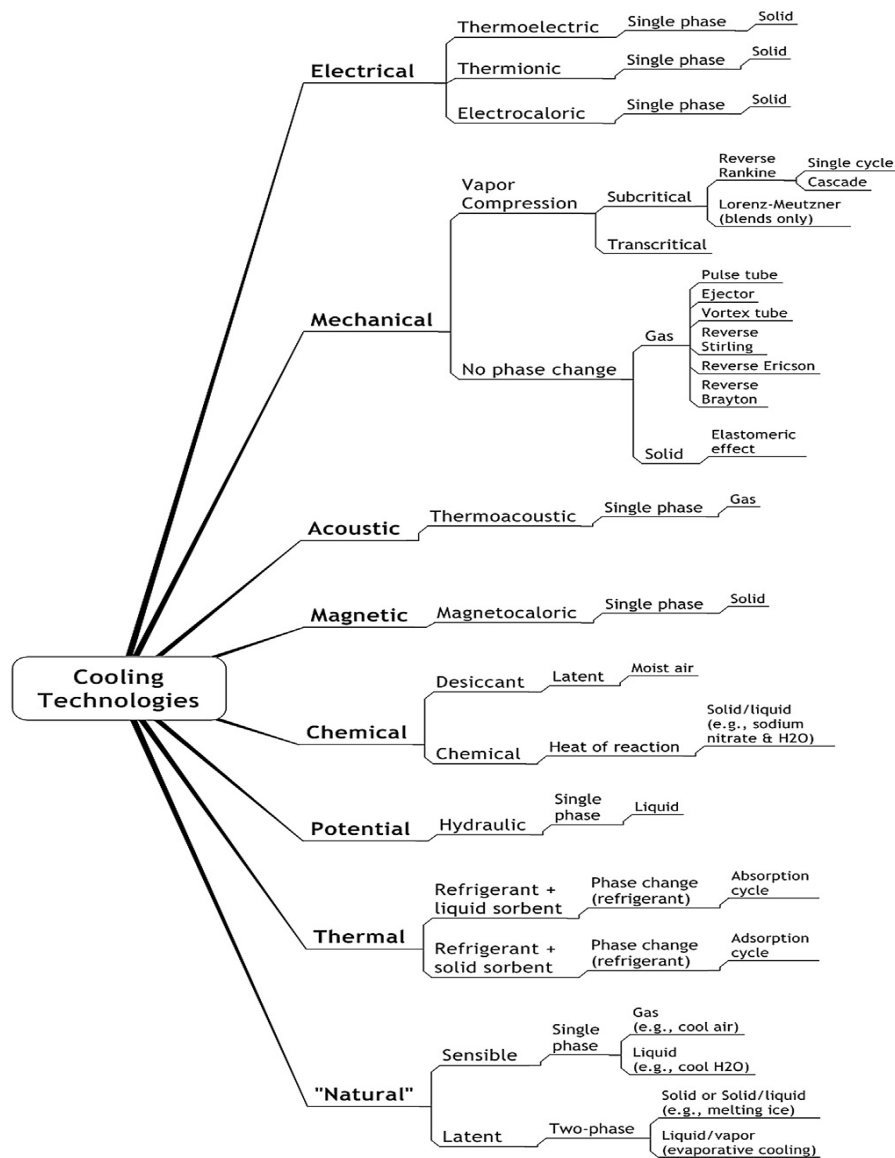 Cooling
Technologies
Electrical
Thermoelectric
Single phase
Solid
Thermionic
Single phase
Solid
Electrocaloric
Single phase
Solid
Mechanical
Vapor
Compression
Subcritical
Reverse
Rankine
Single cycle
Cascade
Lorenz-Meutzner
(blends only)
Transcritical
No phase change
Gas
Pulse tube
Ejector
Vortex tube
Reverse
Stirling
Reverse Ericson
Reverse
Brayton
Solid
Elastomeric
effect
Acoustic
Thermoacoustic
Single phase
Gas
Magnetic
Magnetocaloric
Single phase
Solid
Chemical
Desiccant
Latent
Moist air
Chemical
Heat of reaction
Solid/liquid
(e.g., sodium
nitrate & H2O)
Potential
Hydraulic
Single
phase
Liquid
Thermal
Refrigerant +
liquid sorbent
Phase change
(refrigerant)
Absorption
cycle
Refrigerant +
solid sorbent
Phase change
(refrigerant)
Adsorption
cycle
"Natural"
Sensible
Single
phase
Gas
(e.g., cool air)
Liquid
(e.g., cool H2O)
Latent
Two-phase
Solid or Solid/liquid
(e.g., melting ice)
Liquid/vapor
(evaporative cooling)